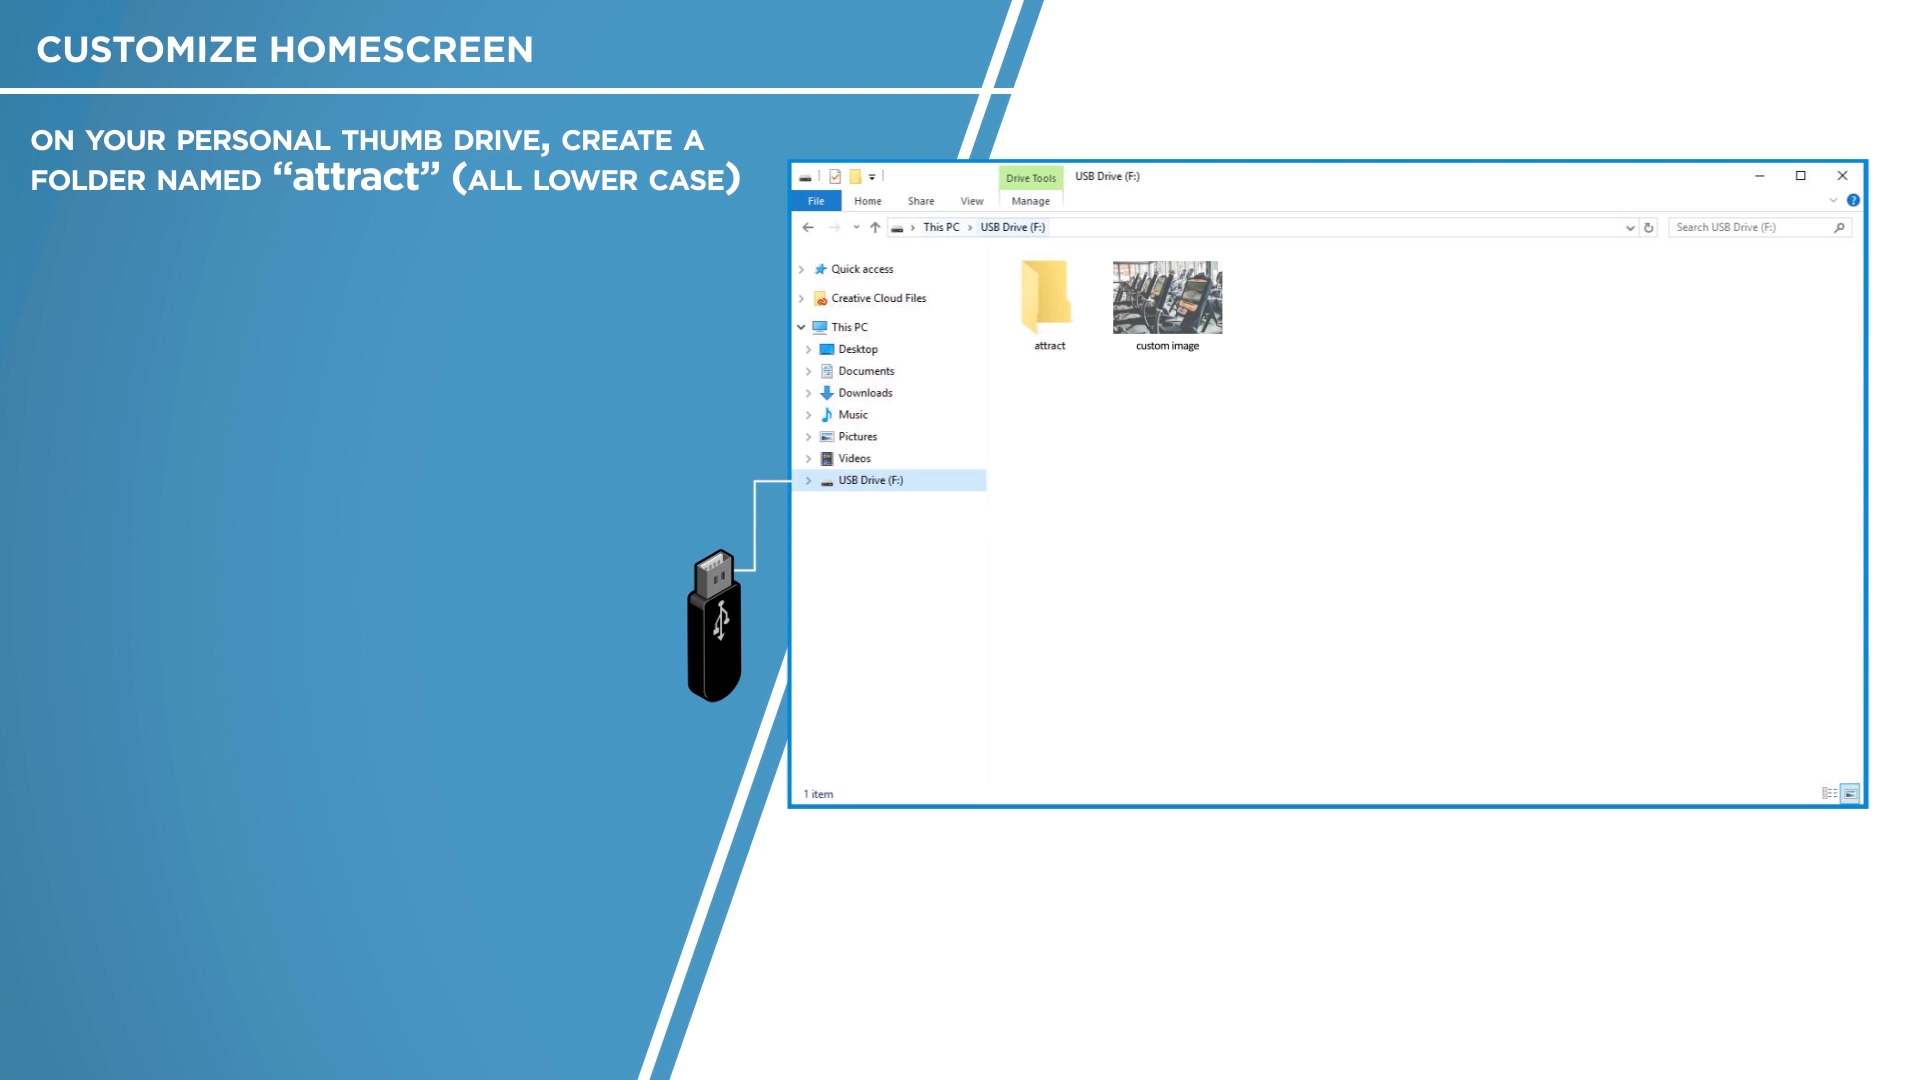 CUSTOMIZE HOMESCREEN
ON YOUR PERSONAL THUMB DRIVE, CREATE A
FOLDER NAMED “attract” (ALL LOWER CASE)
Drive Tools
USB Drive (F:)
File
Home
Share
View
Manage
This PC
USB Drive (F:)
Search USB Drive (F:)
Quick access
Creative Cloud Files
This PC
Desktop
Documents
Downloads
Music
Pictures
Videos
USB Drive (F:)
attract
custom image
1 item